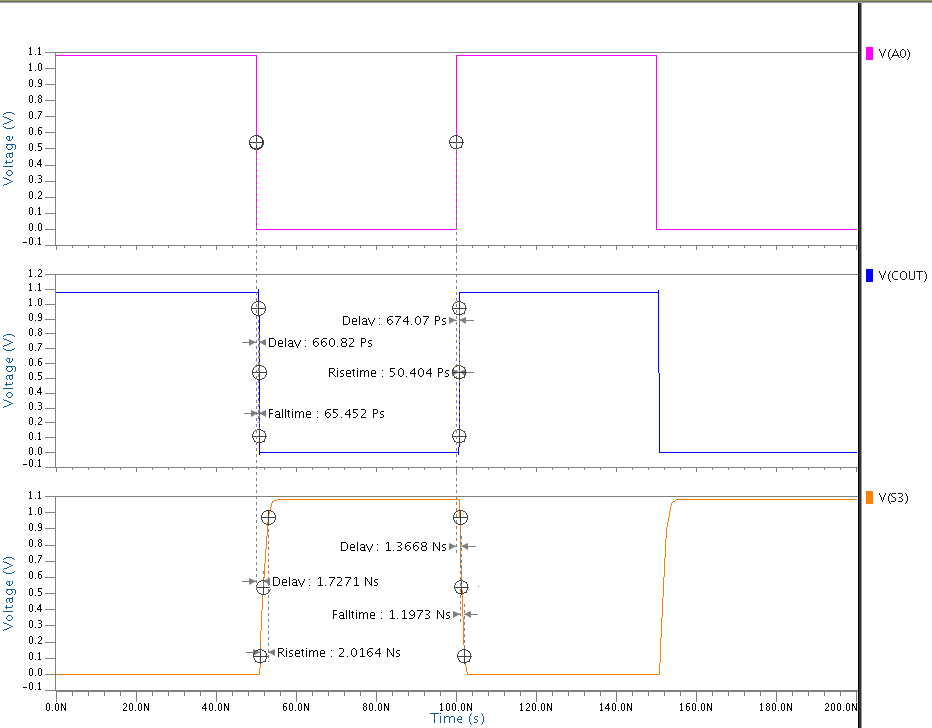 1.1
1.0
0.9
0.8
0.7
0.6
0.5
0.4
0.3
0.2
0.1
0.0
-0.1
Voltage (V)
V(A0)
1.2
1.1
1.0
0.9
0.8
0.7
0.6
0.5
0.4
0.3
0.2
0.1
0.0
-0.1
Voltage (V)
V(COUT)
Delay : 674.07 Ps
Delay : 660.82 Ps
Risetime : 50.404 Ps
Falltime : 65.452 Ps
1.1
1.0
0.9
0.8
0.7
0.6
0.5
0.4
0.3
0.2
0.1
0.0
-0.1
Voltage (V)
V(S3)
Delay : 1.3668 Ns
Delay : 1.7271 Ns
Falltime : 1.1973 Ns
Risetime : 2.0164 Ns
0.0N 20.0N 40.0N 60.0N 80.0N 100.0N 120.0N 140.0N 160.0N 180.0N 200.0N
Time (s)